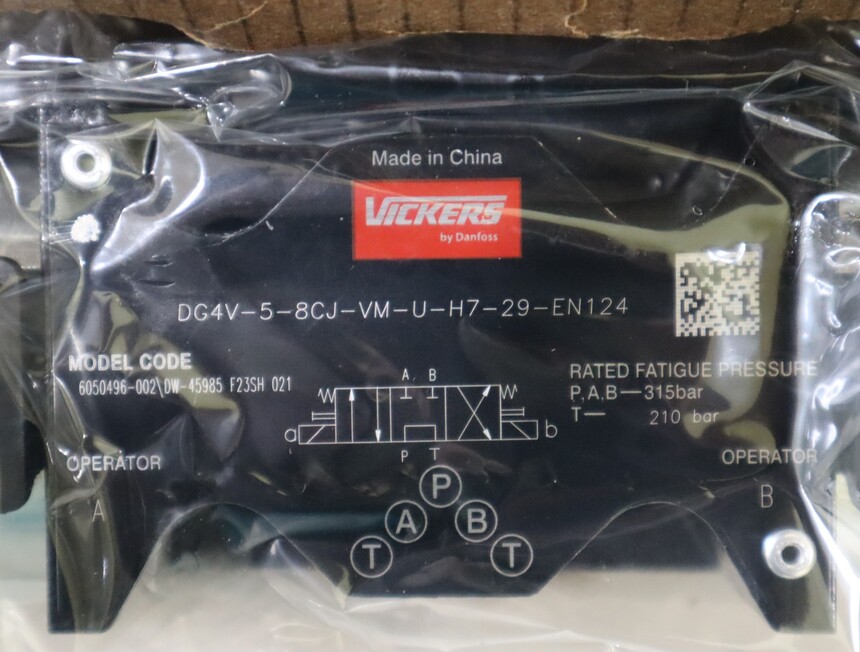 Made in China
VICKERS
by Danfoss
DG4V-5-8CJ-VM-U-H7-29-EN124
MODEL CODE
6050496-002\DW-45985 F23SH 021
RATED FATIGUE PRESSURE
P,A,B—315bar
T— 210 bar
A B
a b
P T
OPERATOR
A
OPERATOR
B
P
A B
T T